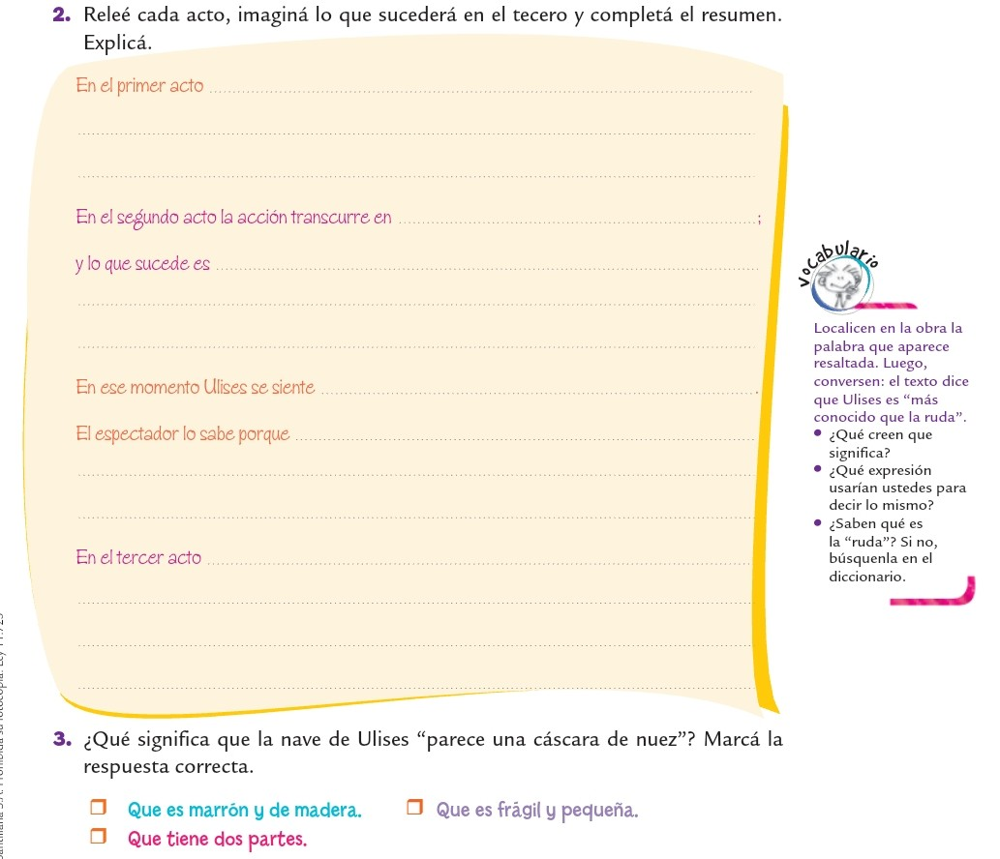 2. Releé cada acto, imaginá lo que sucederá en el tecero y completá el resumen.
Explicá.
En el primer acto
En el segundo acto la acción transcurre en ;
y lo que sucede es
En ese momento Ulises se siente .
El espectador lo sabe porque
En el tercer acto
Vocabulario
Localicen en la obra la
palabra que aparece
resaltada. Luego,
conversen: el texto dice
que Ulises es “más
conocido que la ruda”.
• ¿Qué creen que
significa?
• ¿Qué expresión
usarían ustedes para
decir lo mismo?
• ¿Saben qué es
la “ruda”? Si no,
búsquenla en el
diccionario.
3. ¿Qué significa que la nave de Ulises “parece una cáscara de nuez”? Marcá la
respuesta correcta.
Que es marrón y de madera.
Que es frágil y pequeña.
Que tiene dos partes.